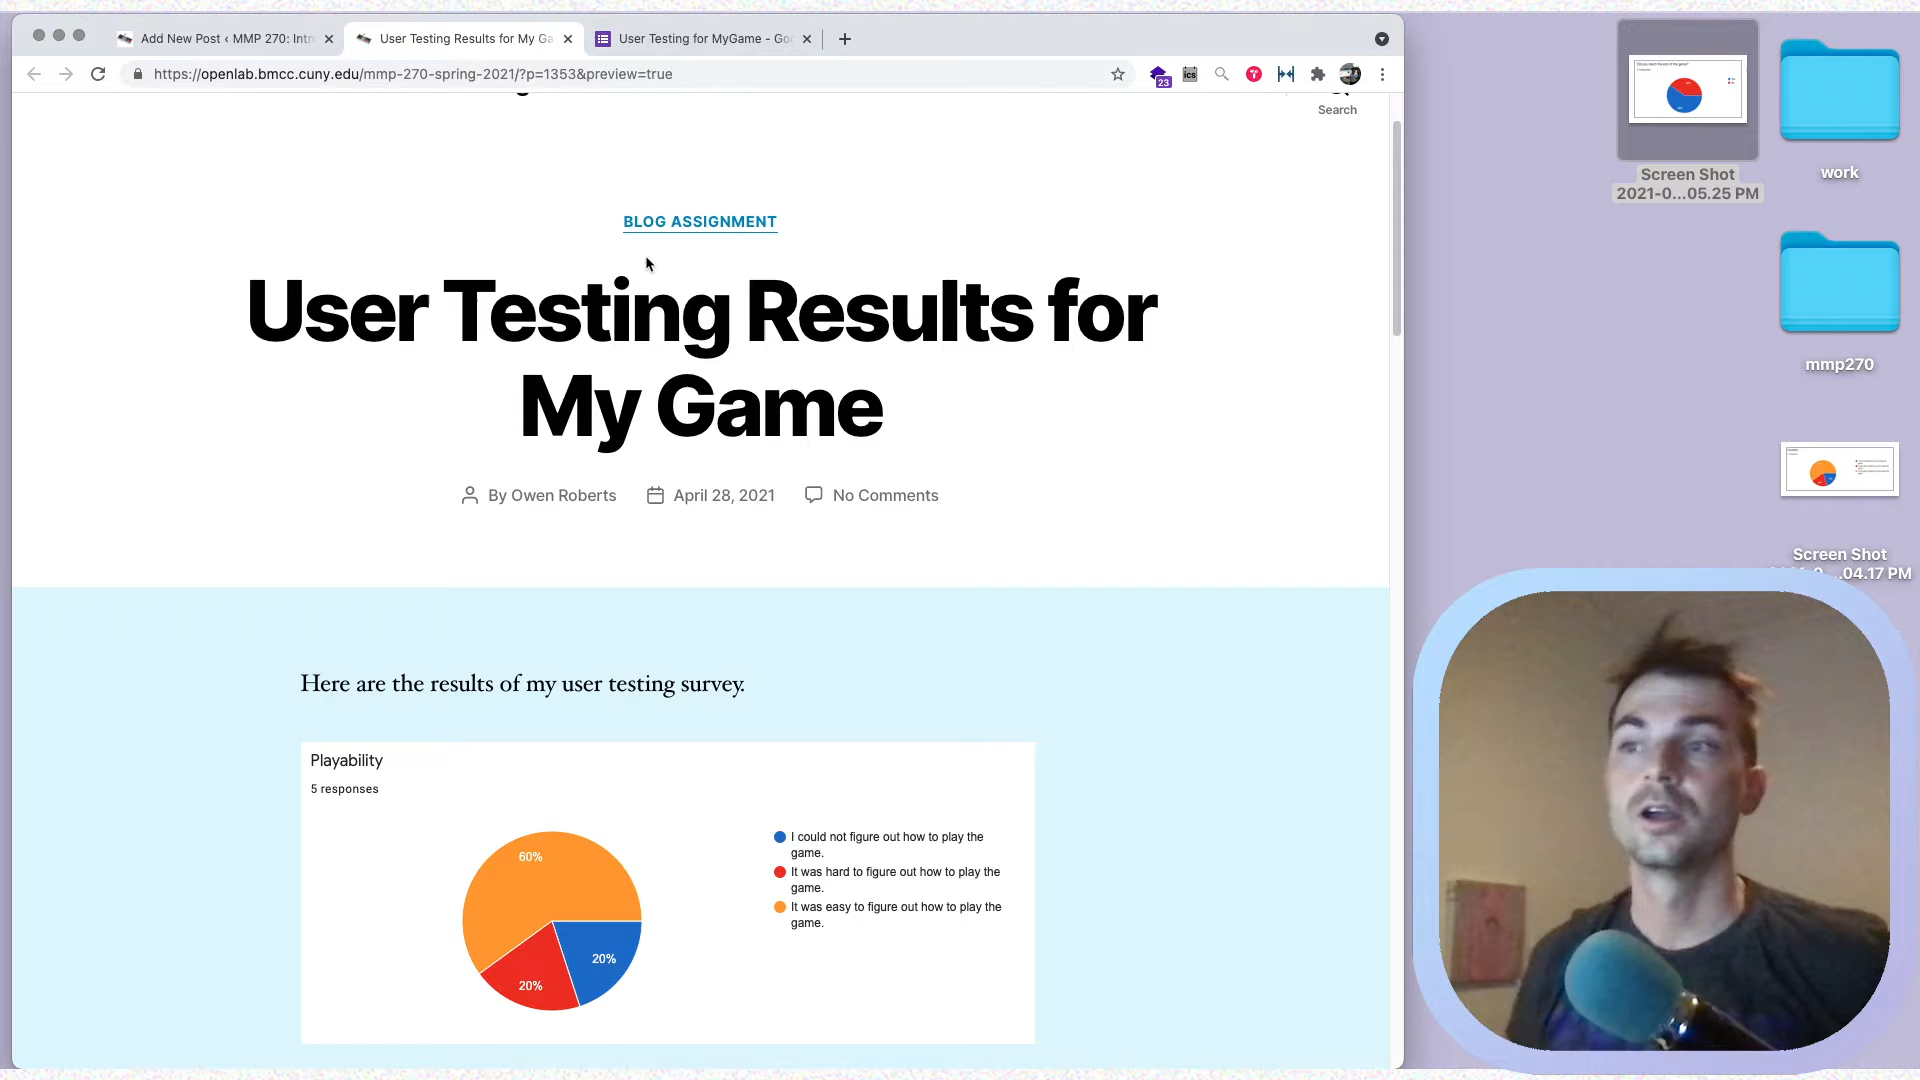 Add New Post ‹ MMP 270: Intr
User Testing Results for My Ga
User Testing for MyGame - Goo
https://openlab.bmcc.cuny.edu/mmp-270-spring-2021/?p=1353&preview=true
23
ics
Search
BLOG ASSIGNMENT
User Testing Results for
My Game
By Owen Roberts
April 28, 2021
No Comments
Here are the results of my user testing survey.
Playability
5 responses
60%
20%
20%
I could not figure out how to play the
game.
It was hard to figure out how to play the
game.
It was easy to figure out how to play the
game.
Screen Shot
2021-0...05.25 PM
work
mmp270
Screen Shot
...04.17 PM